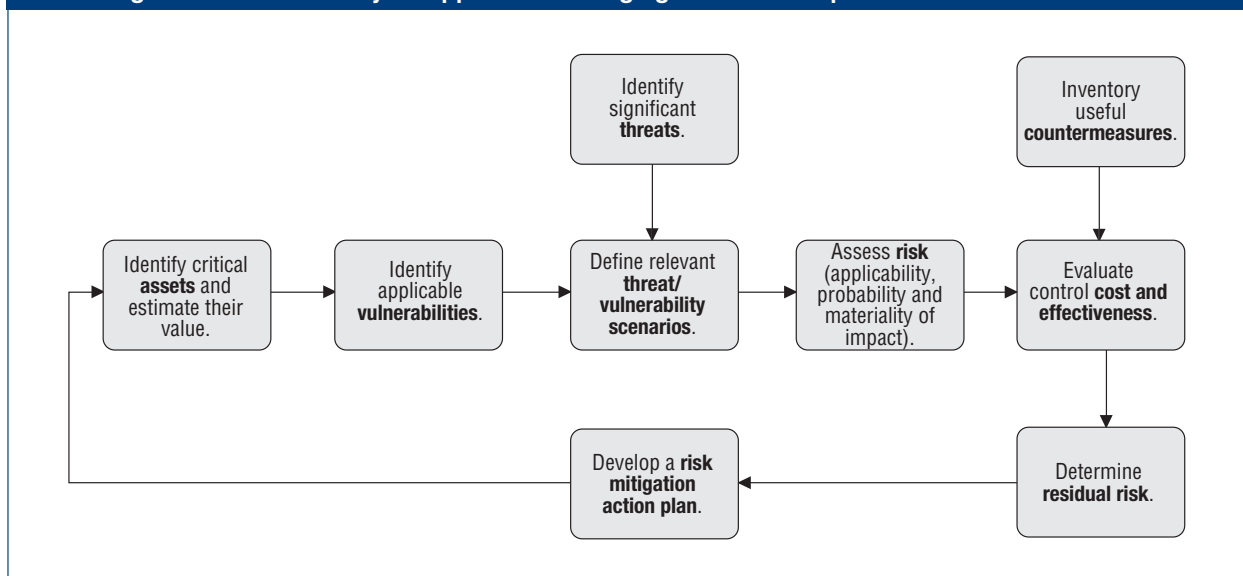 Identify
significant
threats.
Inventory
useful
countermeasures.
Identify critical
assets and
estimate their
value.
Identify
applicable
vulnerabilities.
Define relevant
threat/
vulnerability
scenarios.
Assess risk
(applicability,
probability and
materiality of
impact).
Evaluate
control cost and
effectiveness.
Develop a risk
mitigation
action plan.
Determine
residual risk.